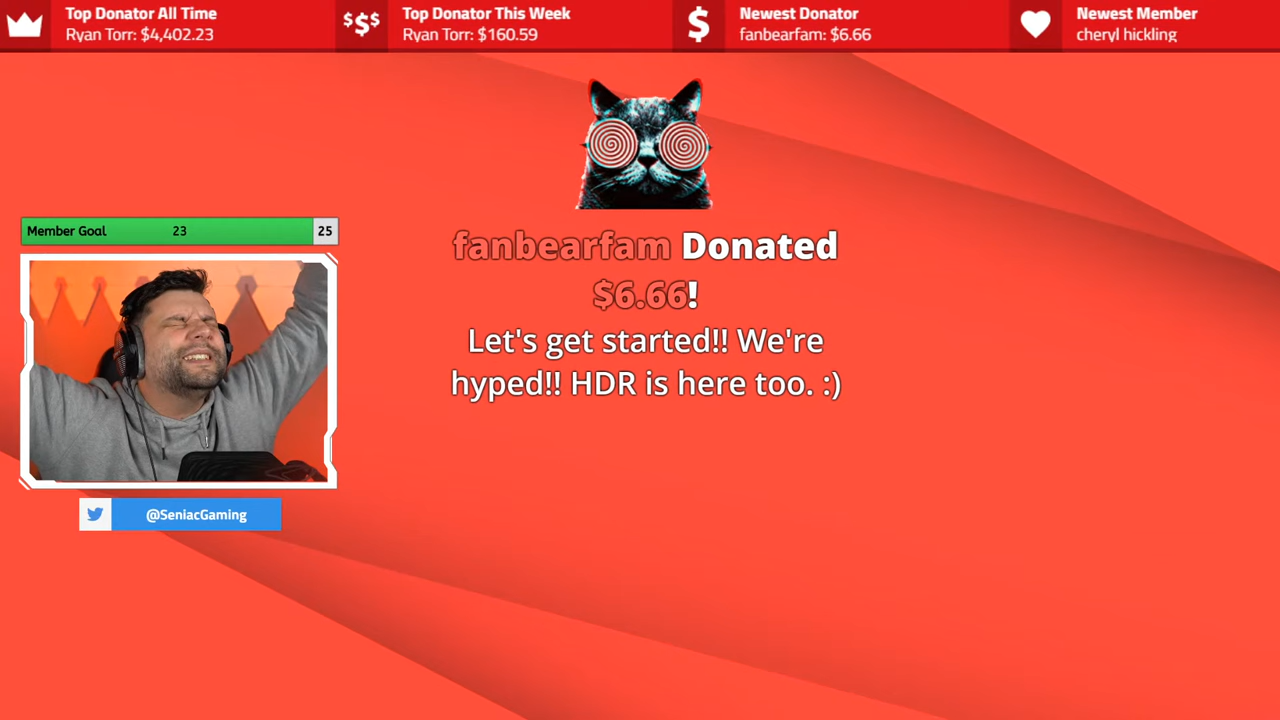 Top Donator All Time
Ryan Torr: $4,402.23
$$$
Top Donator This Week
Ryan Torr: $160.59
$
Newest Donator
fanbearfam: $6.66
Newest Member
cheryl hickling
fanbearfam Donated
$6.66!
Let's get started!! We're
hyped!! HDR is here too. :)
Member Goal 23 25
@SeniacGaming